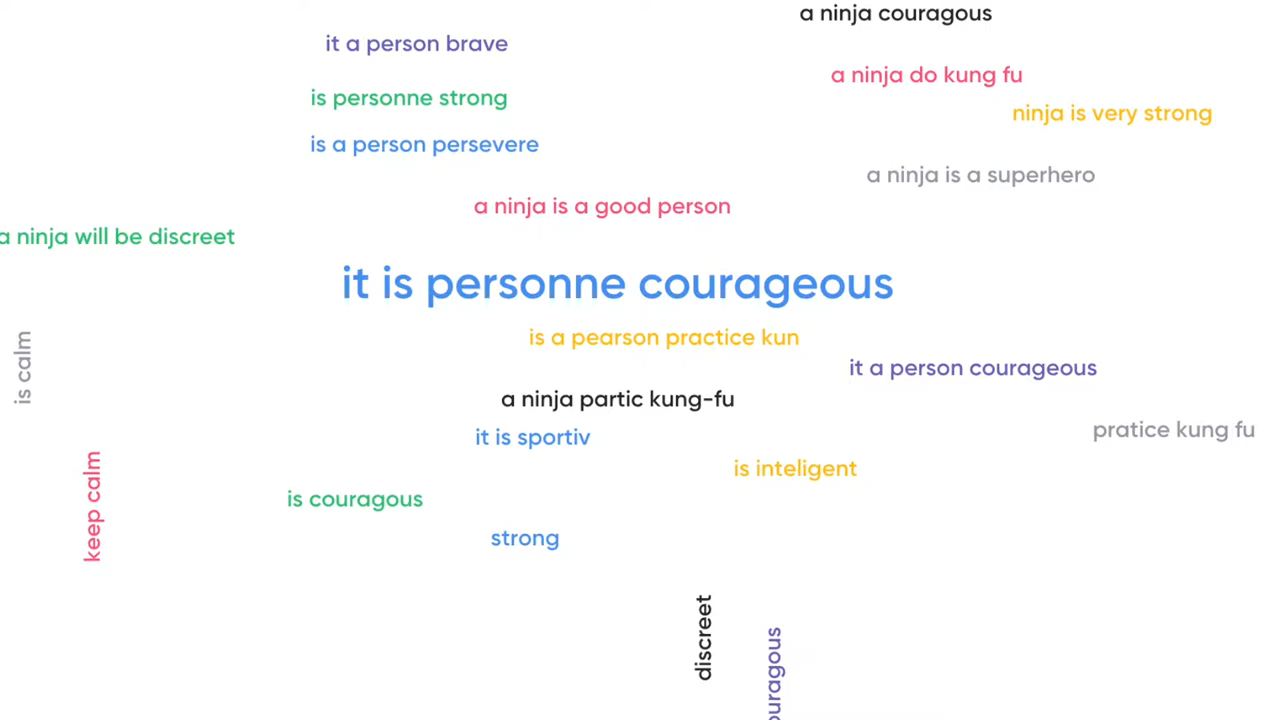 a ninja couragous
it a person brave
a ninja do kung fu
is personne strong
ninja is very strong
is a person persevere
a ninja is a superhero
a ninja is a good person
a ninja will be discreet
it is personne courageous
is a pearson practice kun
is calm
it a person courageous
a ninja partic kung-fu
pratice kung fu
it is sportiv
is inteligent
keep calm
is couragous
strong
discreet
ouragous